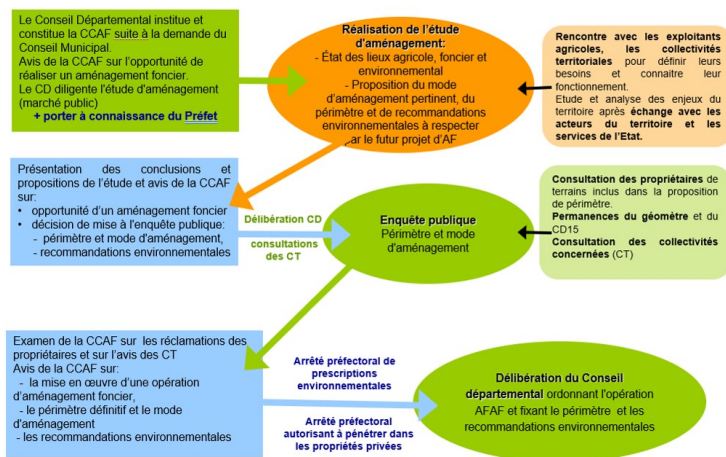 Le Conseil Départemental institue et
constitue la CCAF suite à la demande du
Conseil Municipal.
Avis de la CCAF sur l'opportunité de
réaliser un aménagement foncier.
Le CD diligente l'étude d'aménagement
(marché public)
+ porter à connaissance du Préfet
Réalisation de l'étude
d'aménagement:
- État des lieux agricole, foncier et
environnemental
- Proposition du mode
d'aménagement pertinent, du
périmètre et de recommandations
environnementales à respecter
par le futur projet d'AF
Rencontre avec les exploitants
agricoles, les collectivités
territoriales pour définir leurs
besoins et connaitre leur
fonctionnement.
Etude et analyse des enjeux du
territoire après échange avec les
acteurs du territoire et les
services de l'Etat.
Présentation des conclusions et
propositions de l'étude et avis de la CCAF
sur:
• opportunité d'un aménagement foncier
• décision de mise à l'enquête publique:
- périmètre et mode d'aménagement,
- recommandations environnementales
Délibération CD
consultations
des CT
Enquête publique
Périmètre et mode
d'aménagement
Consultation des propriétaires de
terrains inclus dans la proposition
de périmètre.
Permanences du géomètre et du
CD15
Consultation des collectivités
concernées (CT)
Examen de la CCAF sur les réclamations des
propriétaires et sur l'avis des CT
Avis de la CCAF sur:
- la mise en œuvre d'une opération
d'aménagement foncier,
- le périmètre définitif et le mode
d'aménagement
- les recommandations environnementales
Arrêté préfectoral de
prescriptions
environnementales
Arrêté préfectoral
autorisant à pénétrer dans
les propriétés privées
Délibération du Conseil
départemental ordonnant l'opération
AFAF et fixant le périmètre et les
recommandations environnementales